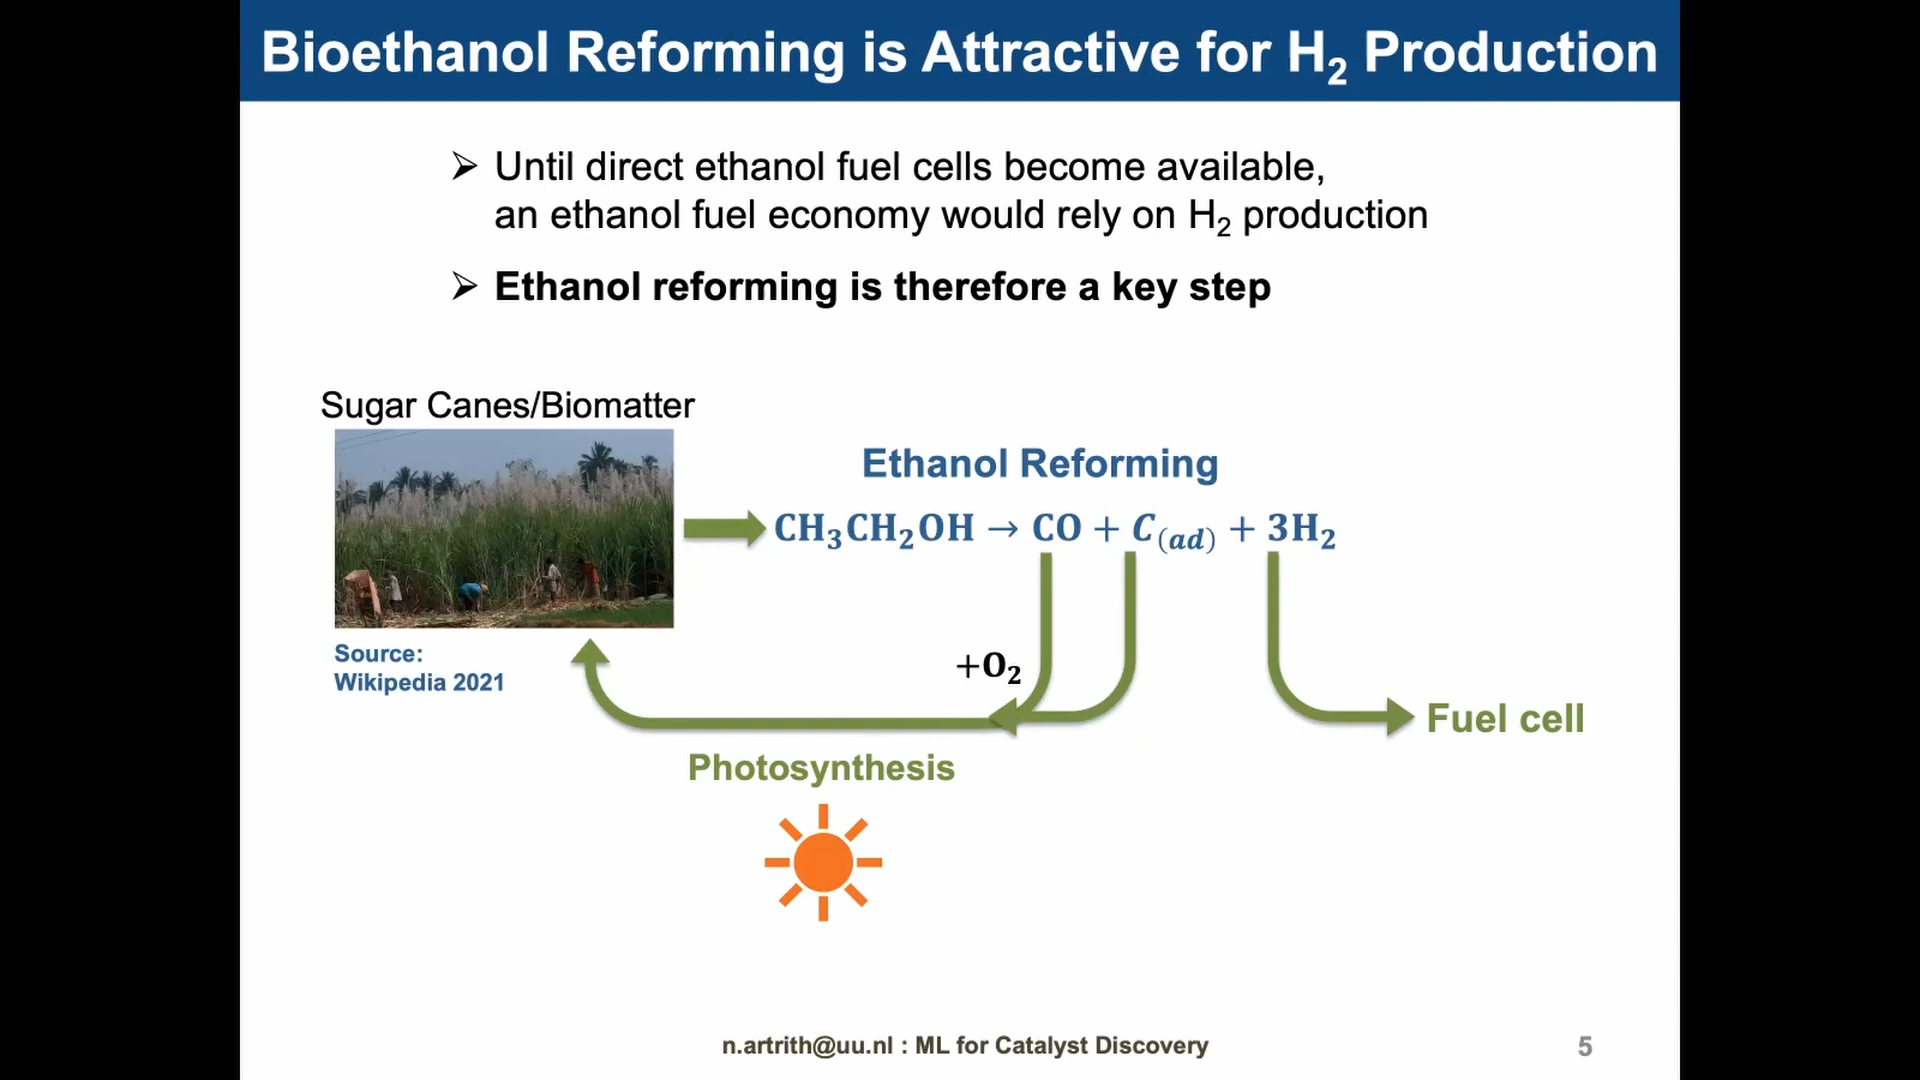 Bioethanol Reforming is Attractive for H₂ Production
➢ Until direct ethanol fuel cells become available,
an ethanol fuel economy would rely on H₂ production
➢ Ethanol reforming is therefore a key step
Sugar Canes/Biomatter
Ethanol Reforming
CH₃CH₂OH → CO + C₍ad₎ + 3H₂
Source:
Wikipedia 2021
+O₂
Fuel cell
Photosynthesis
n.artrith@uu.nl : ML for Catalyst Discovery
5